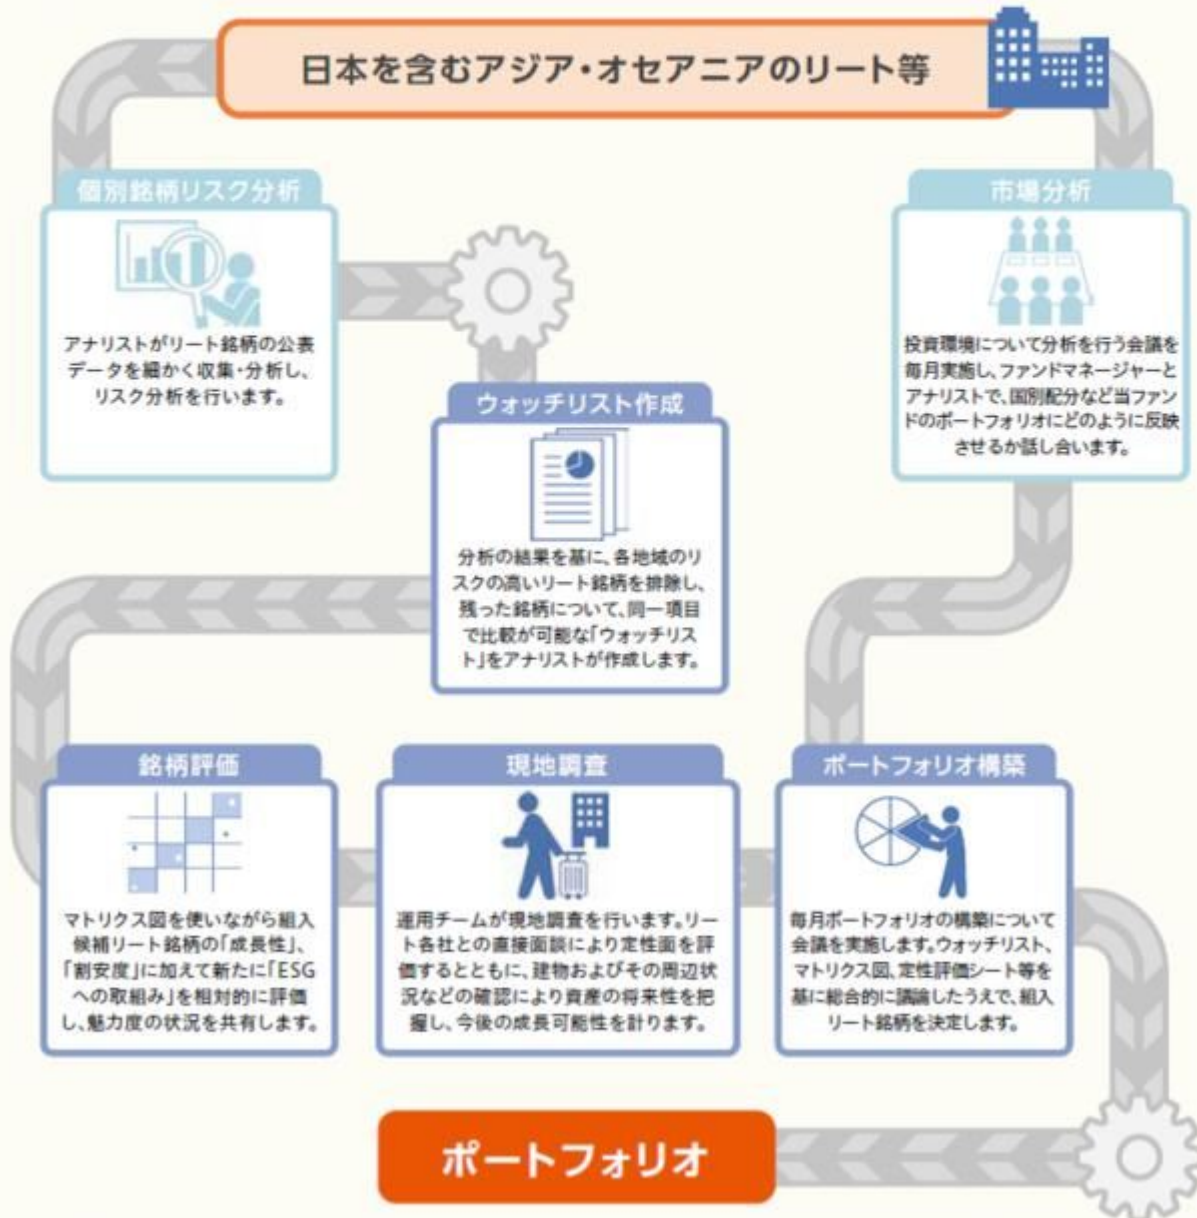 日本を含むアジア・オセアニアのリート等
個別銘柄リスク分析
アナリストがリート銘柄の公表
データを細かく収集・分析し、
リスク分析を行います。
市場分析
投資環境について分析を行う会議を
毎月実施し、ファンドマネージャーと
アナリストで、国別配分など当ファン
ドのポートフォリオにどのように反映
させるか話し合います。
ウォッチリスト作成
分析の結果を基に、各地域のリ
スクの高いリート銘柄を排除し、
残った銘柄について、同一項目
で比較が可能な「ウォッチリス
ト」をアナリストが作成します。
銘柄評価
マトリクス図を使いながら組入
候補リート銘柄の「成長性」、
「割安度」に加えて新たに「ESG
への取組み」を相対的に評価
し、魅力度の状況を共有します。
現地調査
運用チームが現地調査を行います。リー
ト各社との直接面談により定性面を評
価するとともに、建物およびその周辺状
況などの確認により資産の将来性を把
握し、今後の成長可能性を計ります。
ポートフォリオ構築
毎月ポートフォリオの構築について
会議を実施します。ウォッチリスト、
マトリクス図、定性評価シート等を
基に総合的に議論したうえで、組入
リート銘柄を決定します。
ポートフォリオ